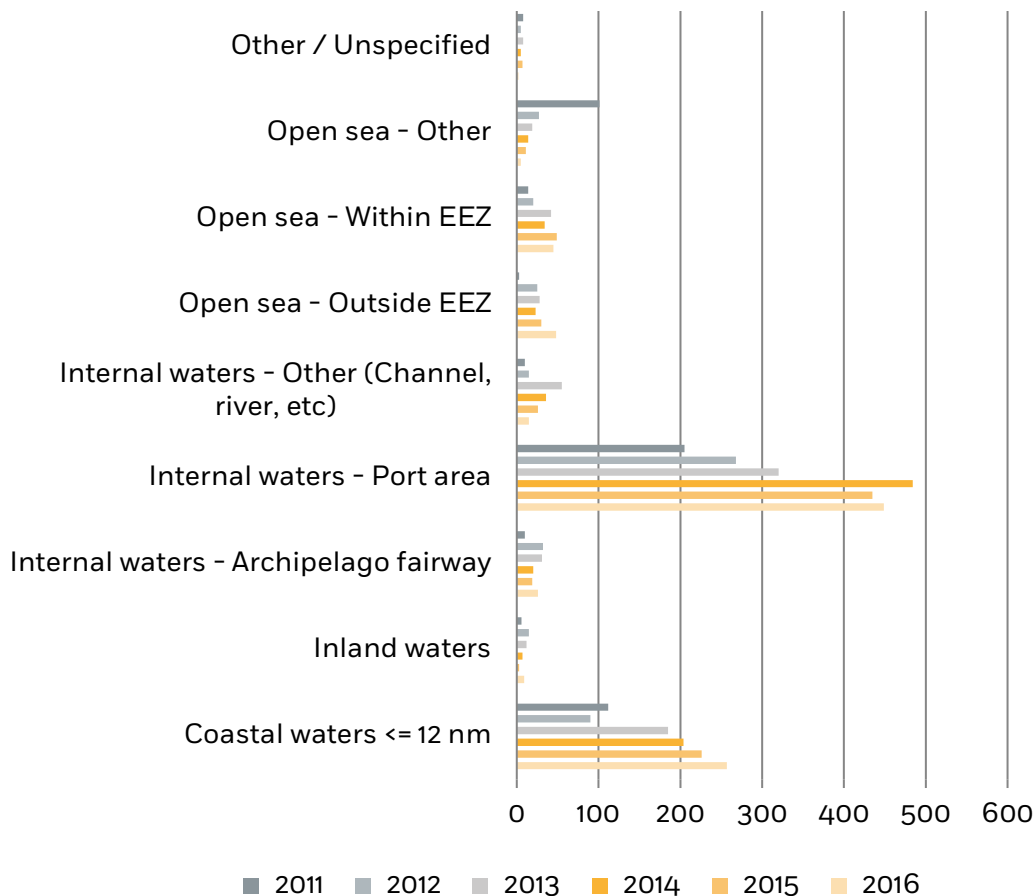 Other / Unspecified
Open sea - Other
Open sea - Within EEZ
Open sea - Outside EEZ
Internal waters - Other (Channel,
river, etc)
Internal waters - Port area
Internal waters - Archipelago fairway
Inland waters
Coastal waters <= 12 nm
0 100 200 300 400 500 600
2011 2012 2013 2014 2015 2016